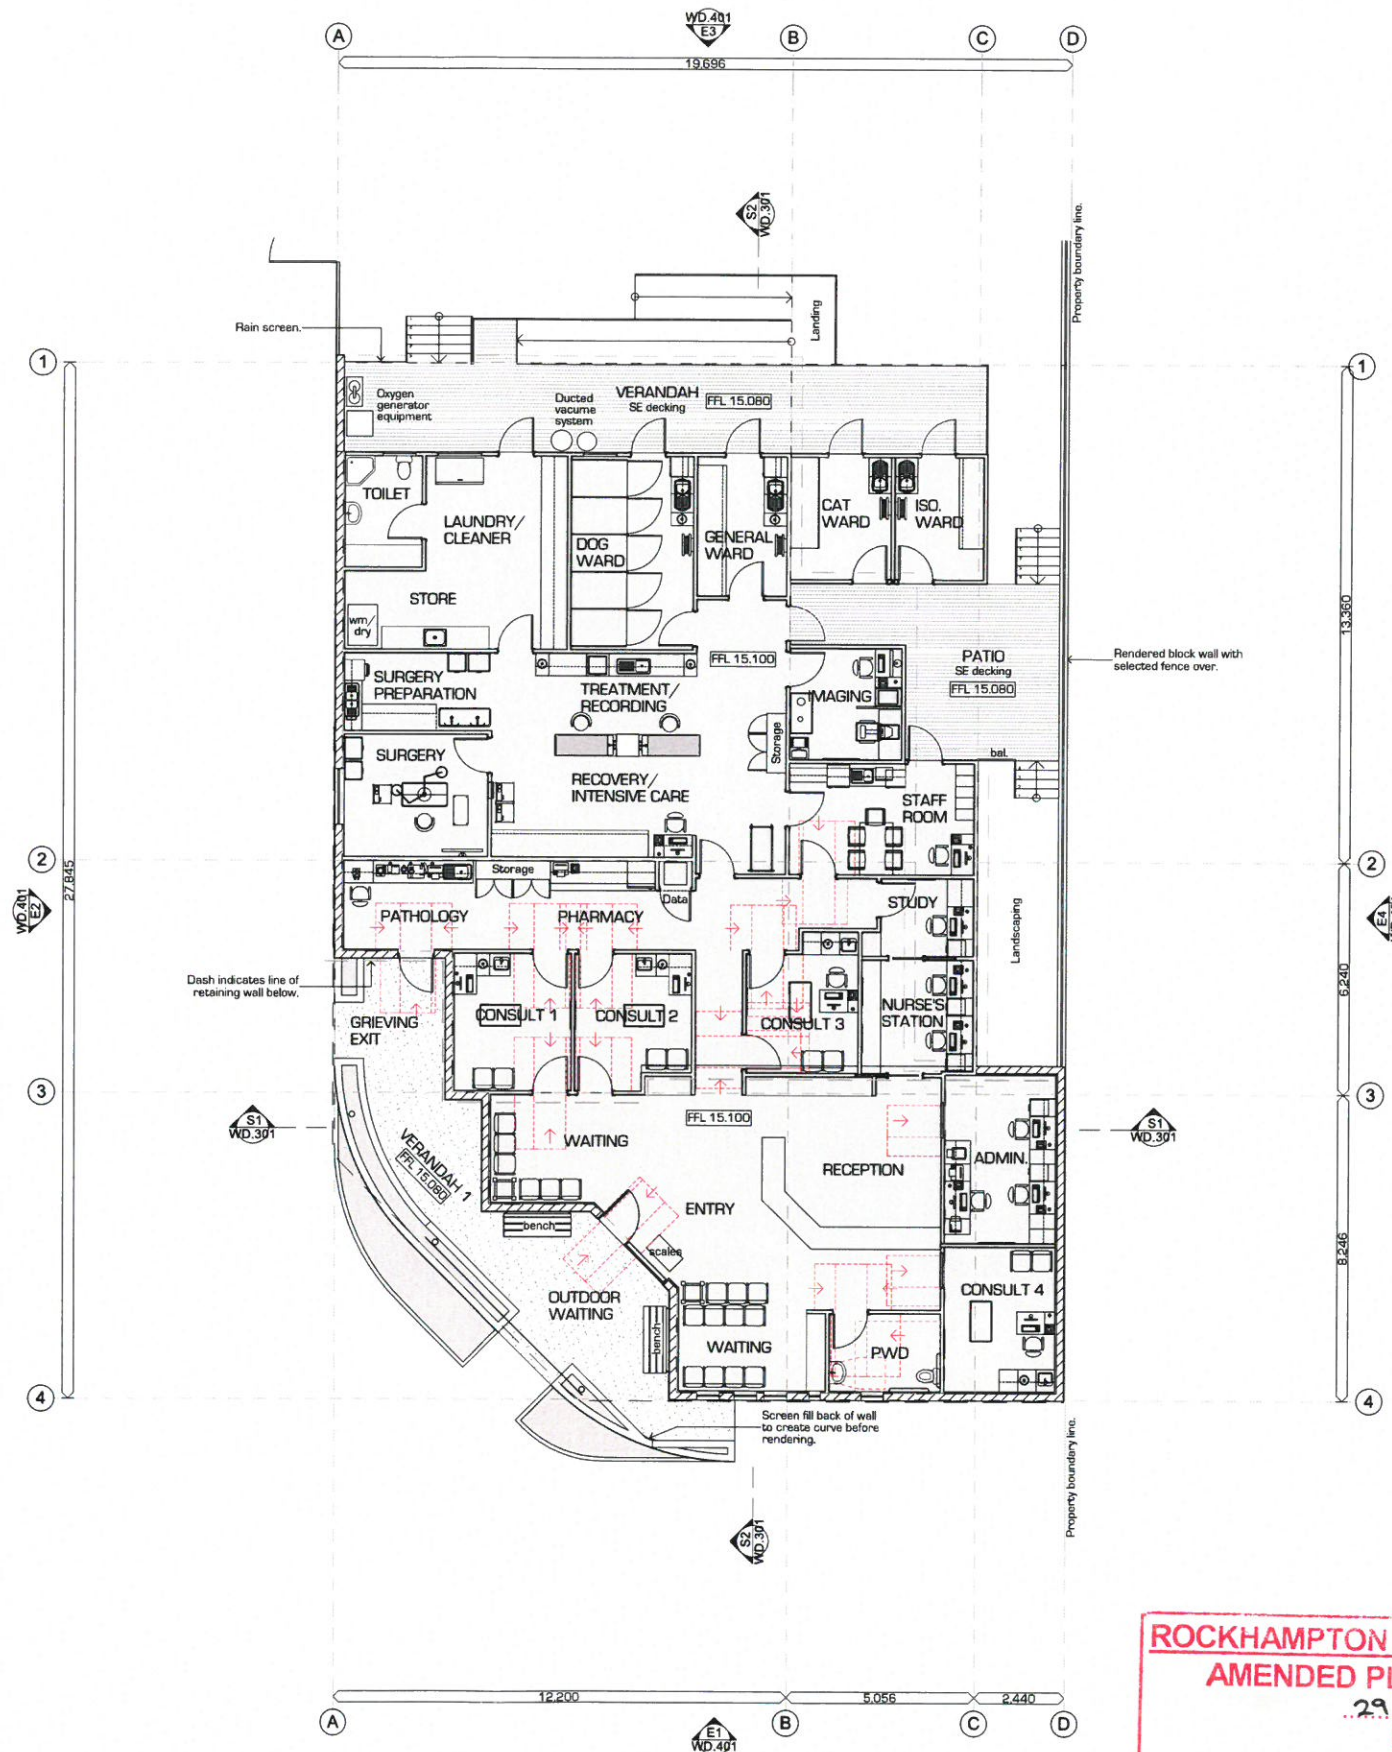 WD.401
E3
A
B
C
D
19.696
S2
WD.301
Property boundary line.
Landing
Rain screen.
1
1
Oxygen
generator
equipment
Ducted
vacume
system
VERANDAH
SE decking
FFL 15.080
TOILET
LAUNDRY/
CLEANER
DOG
WARD
GENERAL
WARD
CAT
WARD
ISO.
WARD
STORE
wm/
dry
13.360
FFL 15.100
PATIO
SE decking
FFL 15.080
Rendered block wall with
selected fence over.
SURGERY
PREPARATION
TREATMENT/
RECORDING
IMAGING
Storage
bal.
SURGERY
RECOVERY/
INTENSIVE CARE
STAFF
ROOM
2
2
27.845
Storage
Data
STUDY
WD.401
E2
E4
PATHOLOGY
PHARMACY
Landscaping
Dash indicates line of
retaining wall below.
6.240
GRIEVING
EXIT
CONSULT 1
CONSULT 2
CONSULT 3
NURSE'S
STATION
3
3
FFL 15.100
S1
WD.301
S1
WD.301
VERANDAH 1
FFL 15.080
WAITING
RECEPTION
ADMIN.
ENTRY
bench
scales
8.246
OUTDOOR
WAITING
CONSULT 4
bench
WAITING
PWD
4
4
Screen fill back of wall
to create curve before
rendering.
Property boundary line.
S2
WD.301
ROCKHAMPTON
AMENDED PL
29
12.200
5.056
2.440
A
B
C
D
E1
WD.401